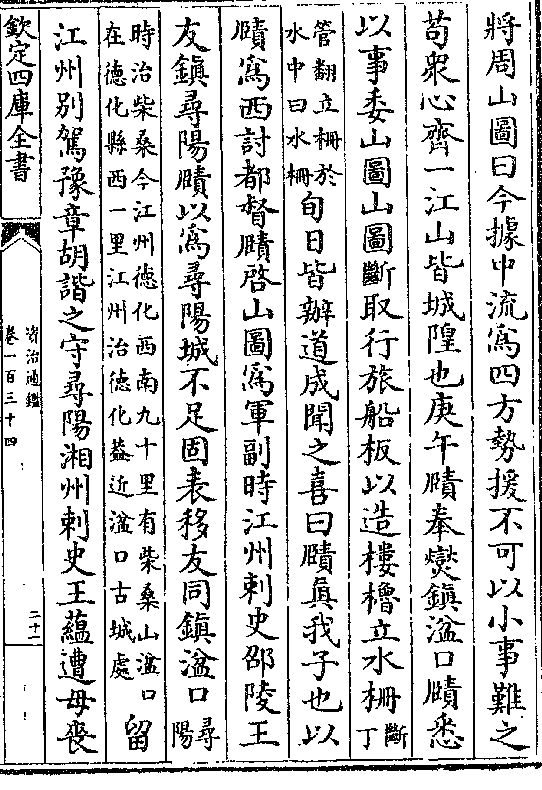 將周山圖曰今據中流為四方勢援不可以小事難之
苟衆心齊一江山皆城隍也庚午賾奉燮鎮湓口賾悉
以事委山圖山圖斷取行旅船板以造樓櫓立水柵斷丁
管翻立柵於水中曰水柵旬日皆辦道成聞之喜曰賾真我子也以
賾為西討都督賾啓山圖為軍副時江州刺史邵陵王
友鎮尋陽賾以為尋陽城不足固表移友同鎮湓口尋陽
時治柴桑今江州德化西南九十里有柴桑山湓口在德化縣西一里江州治德化葢近湓口古城處留
江州别駕豫章胡諧之守尋陽湘州刺史王蘊遭母喪
欽定四庫全書
資治通鑑
卷一百三十四
二十